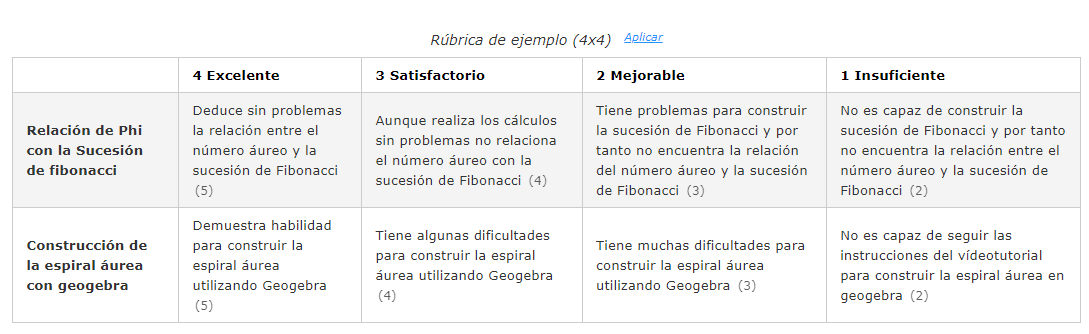 Rúbrica de ejemplo (4x4) Aplicar
4 Excelente
3 Satisfactorio
2 Mejorable
1 Insuficiente
Relación de Phi
con la Sucesión
de fibonacci
Deduce sin problemas
la relación entre el
número áureo y la
sucesión de Fibonacci
(5)
Aunque realiza los cálculos
sin problemas no relaciona
el número áureo con la
sucesión de Fibonacci (4)
Tiene problemas para construir
la sucesión de Fibonacci y por
tanto no encuentra la relación
del número áureo y la sucesión
de Fibonacci (3)
No es capaz de construir la
sucesión de Fibonacci y por tanto
no encuentra la relación entre el
número áureo y la sucesión de
Fibonacci (2)
Construcción de
la espiral áurea
con geogebra
Demuestra habilidad
para construir la
espiral áurea
utilizando Geogebra
(5)
Tiene algunas dificultades
para construir la espiral
áurea utilizando Geogebra
(4)
Tiene muchas dificultades para
construir la espiral áurea
utilizando Geogebra (3)
No es capaz de seguir las
instrucciones del vídeotutorial
para construir la espiral áurea en
geogebra (2)